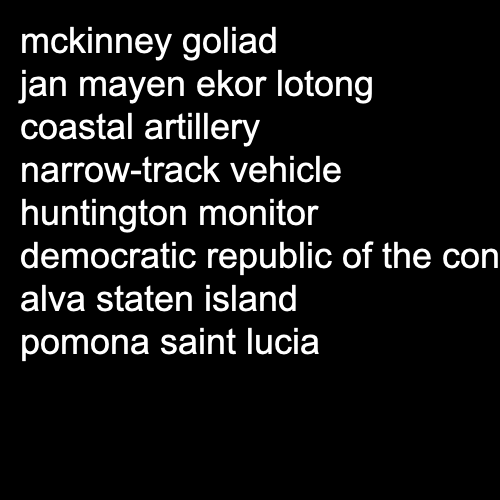 mckinney goliad
jan mayen ekor lotong
coastal artillery
narrow-track vehicle
huntington monitor
democratic republic of the con
alva staten island
pomona saint lucia